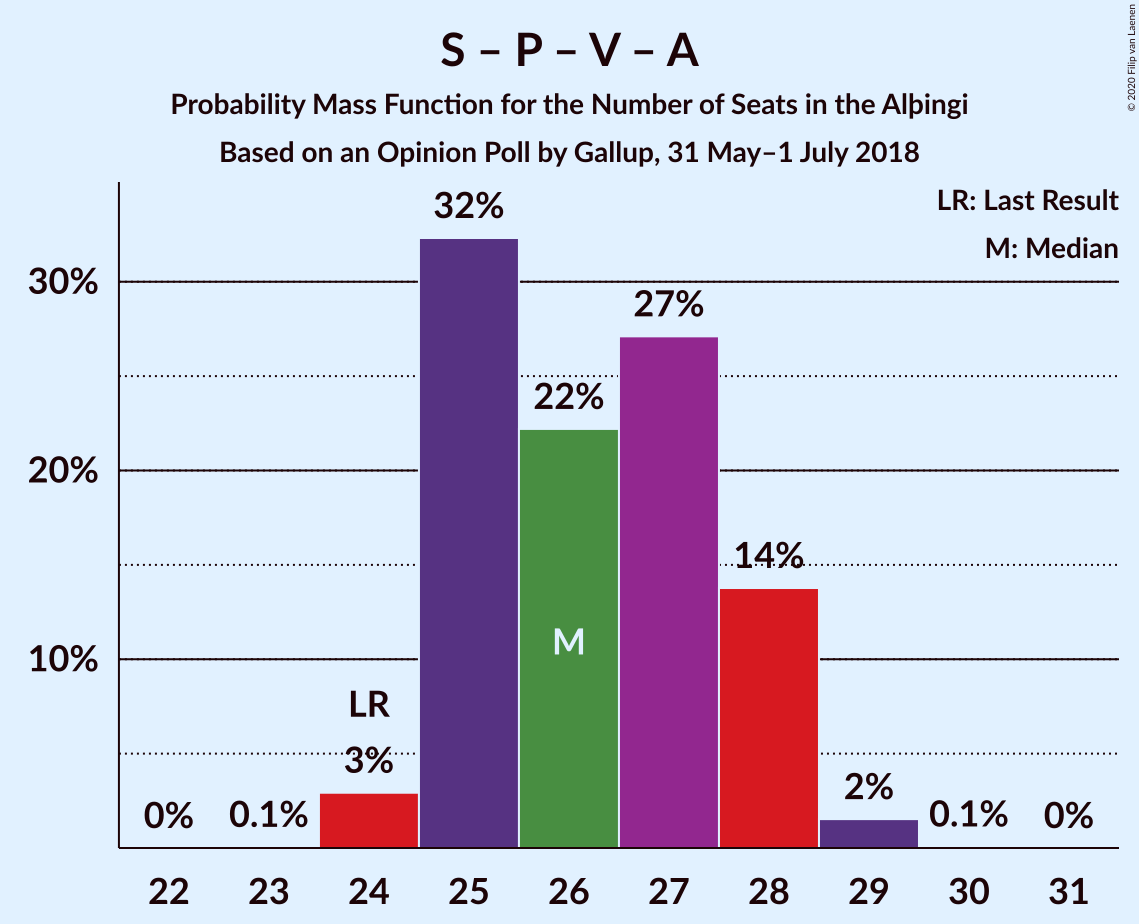 S – P – V – A
Probability Mass Function for the Number of Seats in the Alþingi
Based on an Opinion Poll by Gallup, 31 May–1 July 2018
© 2020 Filip van Laenen
LR: Last Result
M: Median
32%
30%
27%
22%
20%
14%
M
10%
LR
3%
2%
0%
0.1%
0.1%
0%
22 23 24 25 26 27 28 29 30 31